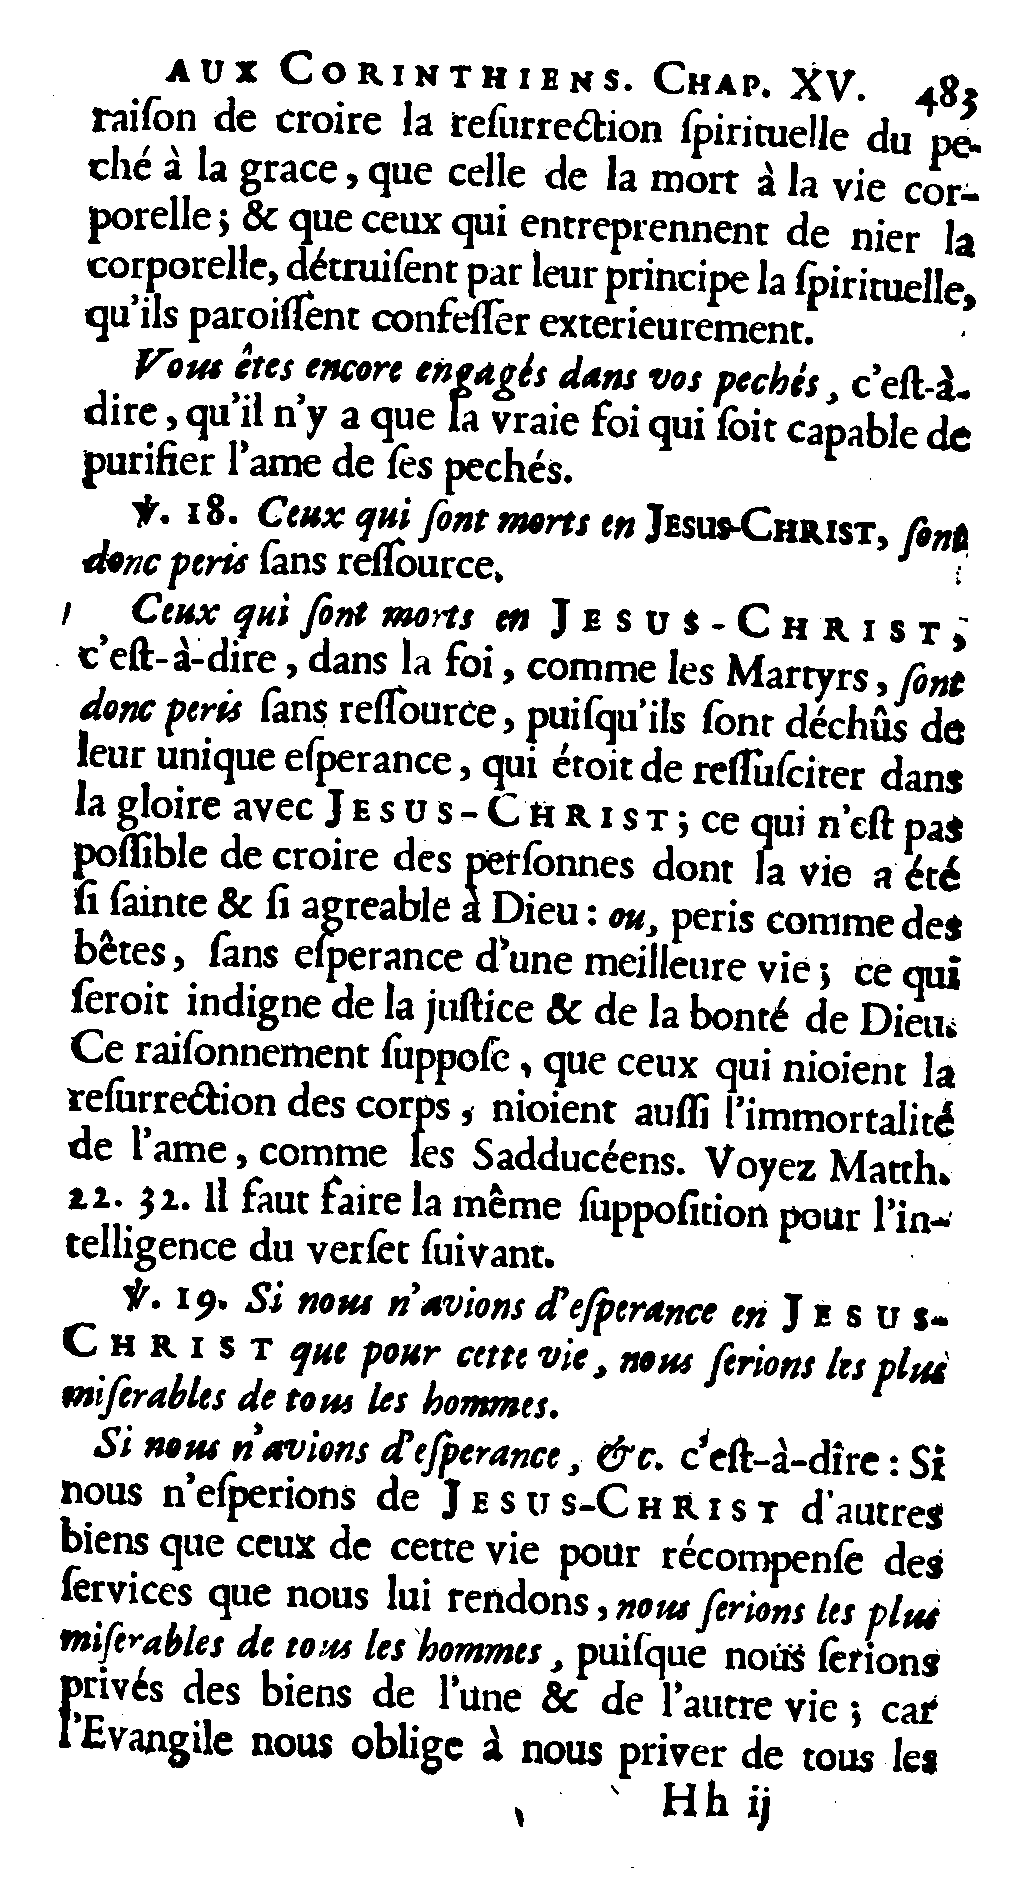 AUX CORINTHIENS. CHAP. XV. 483
raiſon de croire la reſurrection ſpirituelle du pe-
ché à la grace, que celle de la mort à la vie cor-
porelle; & que ceux qui entreprennent de nier la
corporelle, détruiſent par leur principe la ſpirituelle,
qu'ils paroiſſent confeſſer exterieurement.
Vous êtes encore engagés dans vos pechés, c'eſt-à-
dire, qu'il n'y a que la vraie foi qui ſoit capable de
purifier l'ame de ſes pechés.
℣. 18. Ceux qui ſont morts en JESUS-CHRIST, ſont
donc peris ſans reſſource.
Ceux qui ſont morts en JESUS-CHRIST,
c'eſt-à-dire, dans la foi, comme les Martyrs, ſont
donc peris ſans reſſource, puiſqu'ils ſont déchûs de
leur unique eſperance, qui étoit de reſſuſciter dans
la gloire avec JESUS-CHRIST; ce qui n'eſt pas
poſſible de croire des perſonnes dont la vie a été
ſi ſainte & ſi agreable à Dieu: ou, peris comme des
bêtes, ſans eſperance d'une meilleure vie; ce qui
ſeroit indigne de la juſtice & de la bonté de Dieu.
Ce raiſonnement ſuppoſe, que ceux qui nioient la
reſurrection des corps, nioient auſſi l'immortalité
de l'ame, comme les Sadducéens. Voyez Matth.
22. 32. Il faut faire la même ſuppoſition pour l'in-
telligence du verſet ſuivant.
℣. 19. Si nous n'avions d'eſperance en JESUS-
CHRIST que pour cette vie, nous ſerions les plus
miſerables de tous les hommes.
Si nous n'avions d'eſperance, &c. c'eſt-à-dîre: Si
nous n'eſperions de JESUS-CHRIST d'autres
biens que ceux de cette vie pour récompenſe des
ſervices que nous lui rendons, nous ſerions les plus
miſerables de tous les hommes, puiſque nous ſerions
privés des biens de l'une & de l'autre vie; car
l'Evangile nous oblige à nous priver de tous les
Hh ij